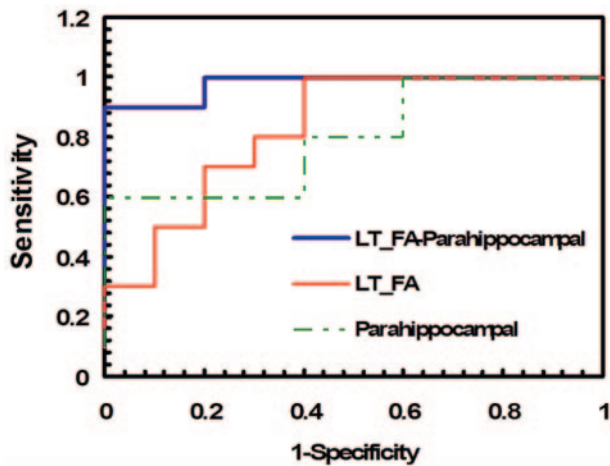 1.2
1
0.8
0.6
0.4
0.2
0
Sensitivity
LT_FA-Parahippocampal
LT_FA
Parahippocampal
0 0.2 0.4 0.6 0.8 1
1-Specificity